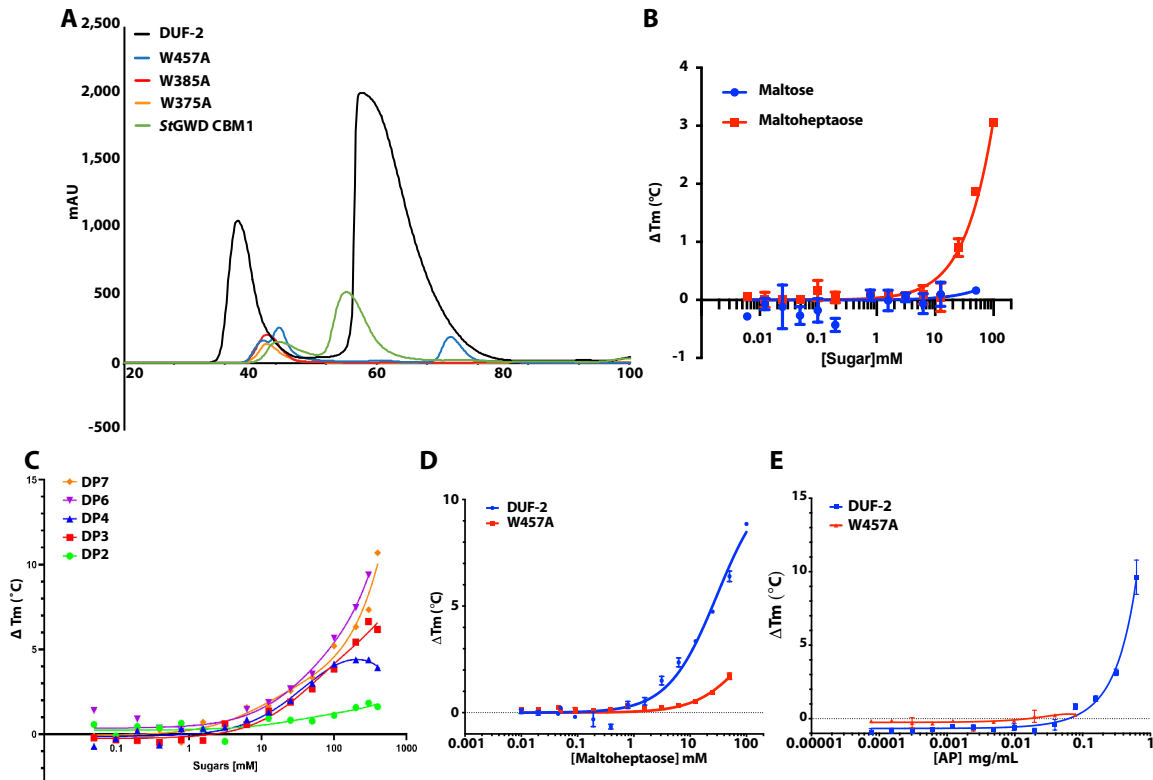 A
2,500
2,000
1,500
1,000
500
0
-500
mAU
DUF-2
W457A
W385A
W375A
StGWD CBM1
20
40
60
80
100
B
4
3
2
1
0
-1
Δ Tm (°C)
Maltose
Maltoheptaose
0.01
0.1
1
10
100
[Sugar]mM
C
15
10
5
0
Δ Tm (°C)
DP7
DP6
DP4
DP3
DP2
0.1
1
10
100
1000
Sugars [mM]
D
10
5
0
ΔTm (°C)
DUF-2
W457A
0.001
0.01
0.1
1
10
100
[Maltoheptaose] mM
E
15
10
5
0
ΔTm (°C)
DUF-2
W457A
0.00001
0.0001
0.001
0.01
0.1
1
[AP] mg/mL